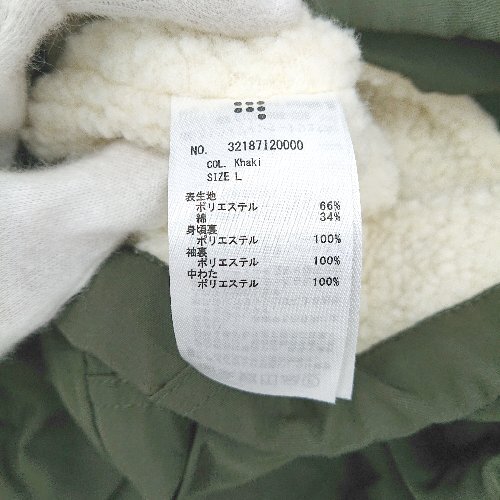 NO. 32187120000
COL. Khaki
SIZE L
表生地
ポリエステル 66%
綿 34%
身頃裏
ポリエステル 100%
袖裏
ポリエステル 100%
中わた
ポリエステル 100%